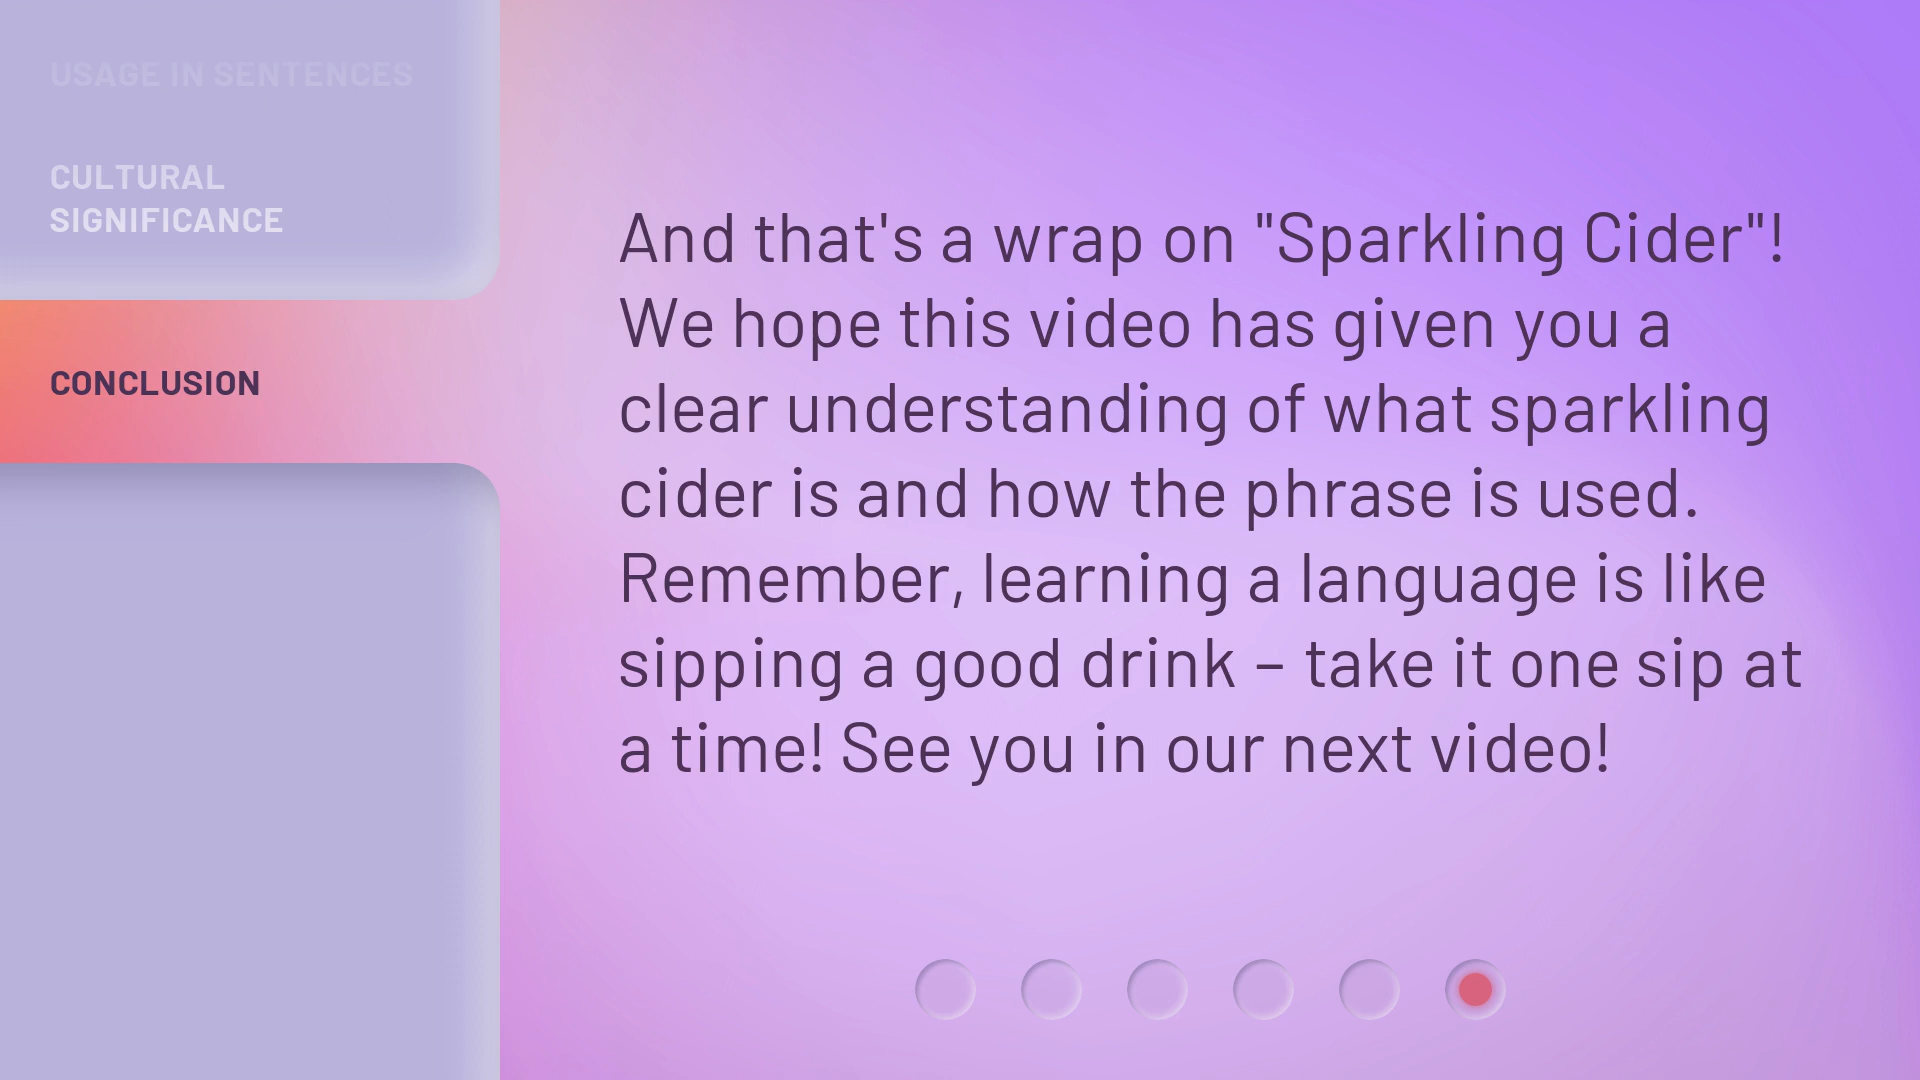 USAGE IN SENTENCES
CULTURAL
SIGNIFICANCE
CONCLUSION
And that's a wrap on "Sparkling Cider"!
We hope this video has given you a
clear understanding of what sparkling
cider is and how the phrase is used.
Remember, learning a language is like
sipping a good drink – take it one sip at
a time! See you in our next video!